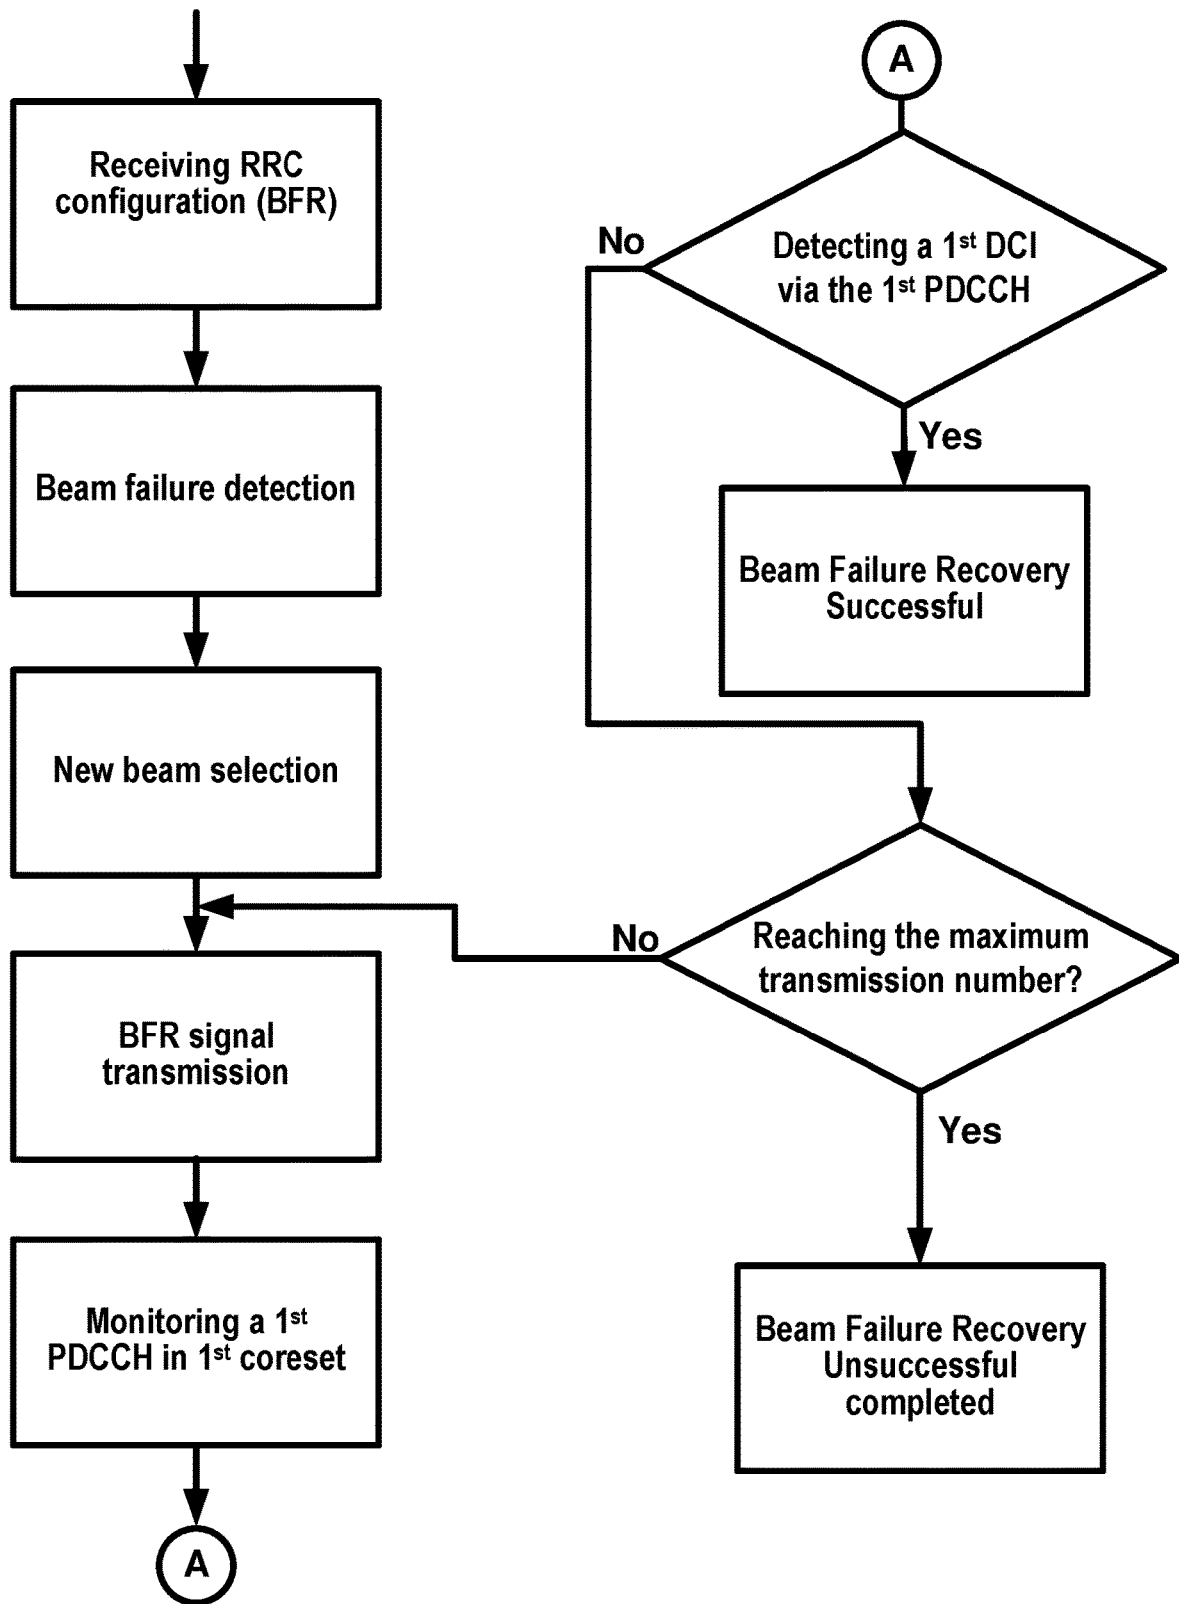 Receiving RRC
configuration (BFR)
Beam failure detection
New beam selection
BFR signal
transmission
Monitoring a 1st
PDCCH in 1st coreset
A
A
No
Detecting a 1st DCI
via the 1st PDCCH
Yes
Beam Failure Recovery
Successful
No
Reaching the maximum
transmission number?
Yes
Beam Failure Recovery
Unsuccessful
completed